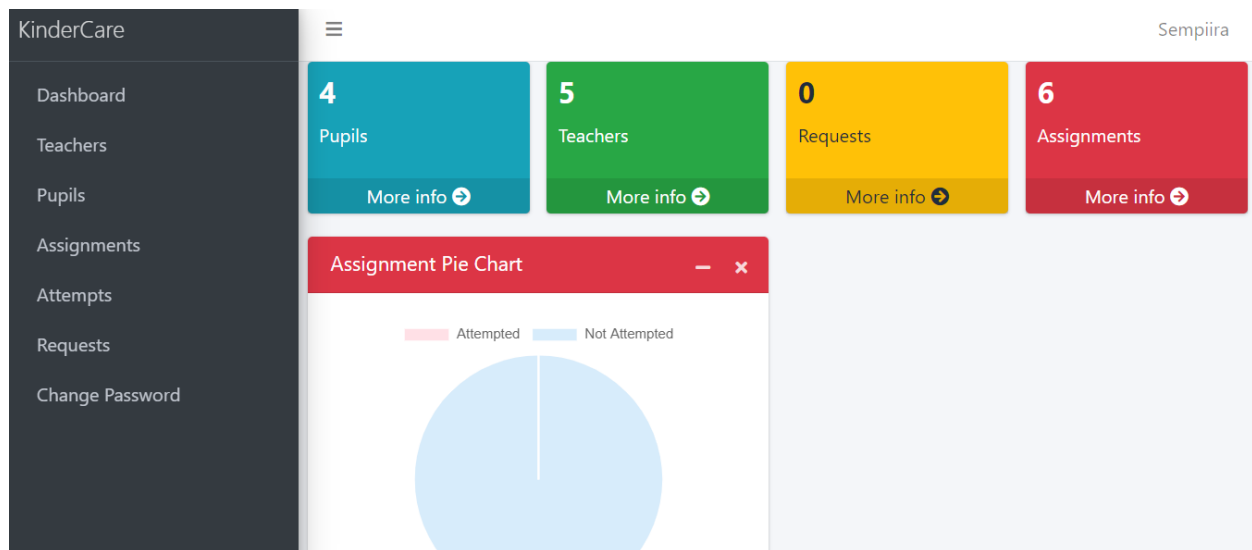 KinderCare
Sempiira
Dashboard
Teachers
Pupils
Assignments
Attempts
Requests
Change Password
4
Pupils
More info
5
Teachers
More info
0
Requests
More info
6
Assignments
More info
Assignment Pie Chart
Attempted
Not Attempted